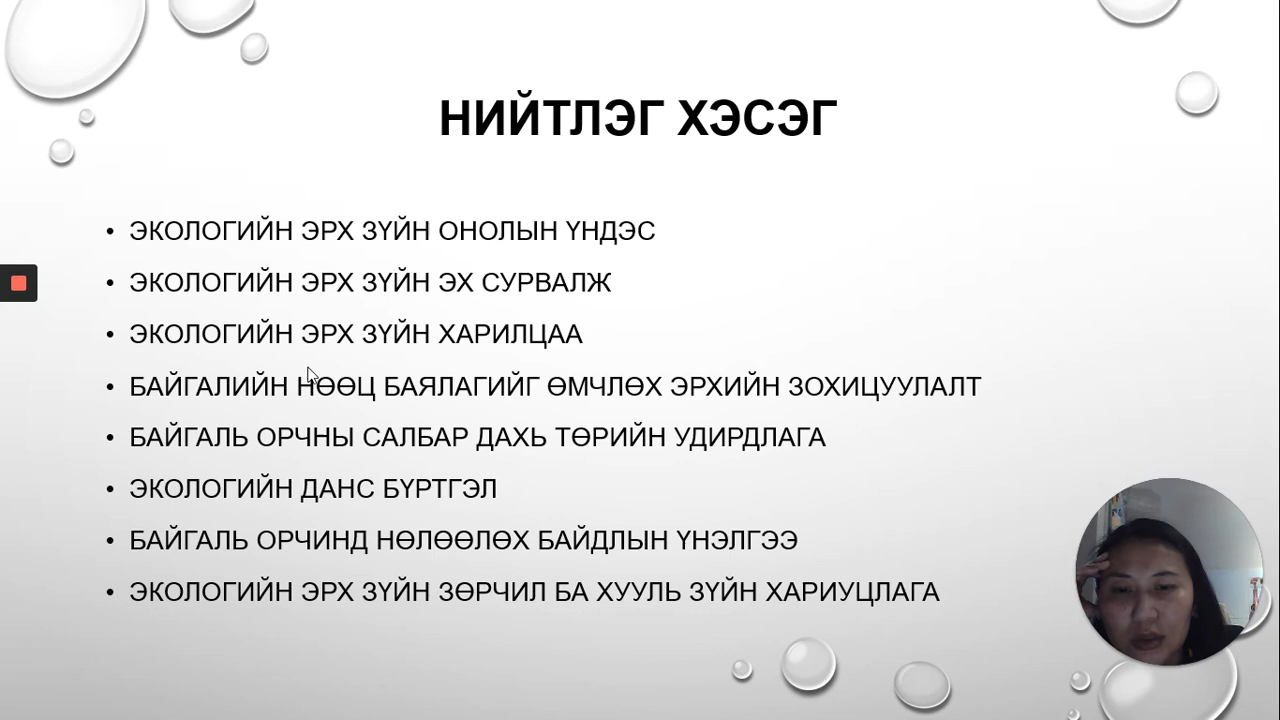 НИЙТЛЭГ ХЭСЭГ
• ЭКОЛОГИЙН ЭРХ ЗҮЙН ОНОЛЫН ҮНДЭС
• ЭКОЛОГИЙН ЭРХ ЗҮЙН ЭХ СУРВАЛЖ
• ЭКОЛОГИЙН ЭРХ ЗҮЙН ХАРИЛЦАА
• БАЙГАЛИЙН НӨӨЦ БАЯЛАГИЙГ ӨМЧЛӨХ ЭРХИЙН ЗОХИЦУУЛАЛТ
• БАЙГАЛЬ ОРЧНЫ САЛБАР ДАХЬ ТӨРИЙН УДИРДЛАГА
• ЭКОЛОГИЙН ДАНС БҮРТГЭЛ
• БАЙГАЛЬ ОРЧИНД НӨЛӨӨЛӨХ БАЙДЛЫН ҮНЭЛГЭЭ
• ЭКОЛОГИЙН ЭРХ ЗҮЙН ЗӨРЧИЛ БА ХУУЛЬ ЗҮЙН ХАРИУЦЛАГА